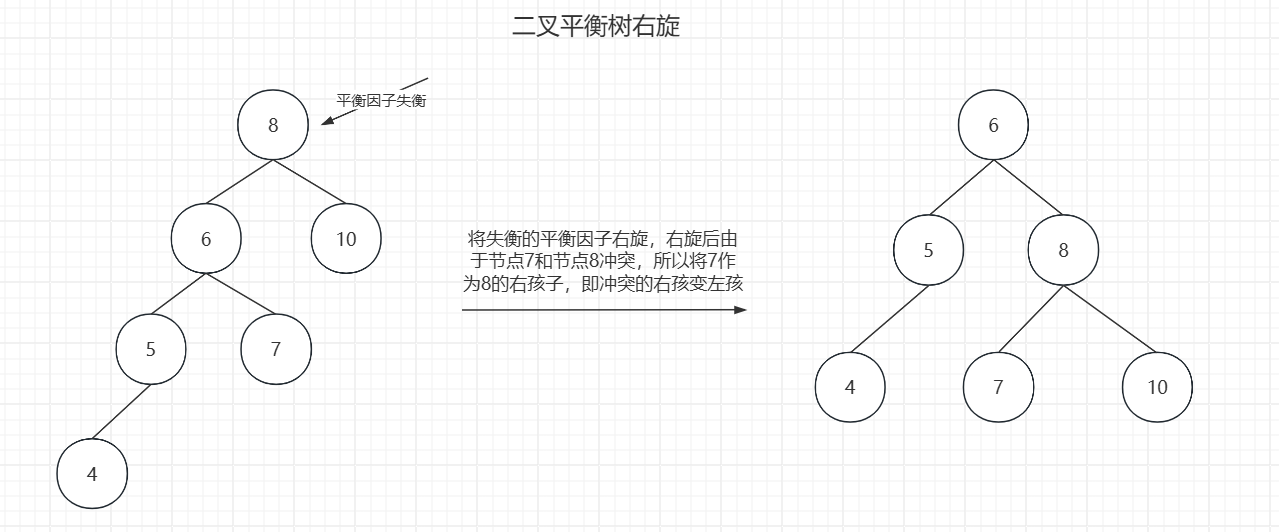 二叉平衡树右旋
平衡因子失衡
8
6
10
5
7
4
将失衡的平衡因子右旋，右旋后由
于节点7和节点8冲突，所以将7作
为8的右孩子，即冲突的右孩变左孩
6
5
8
4
7
10